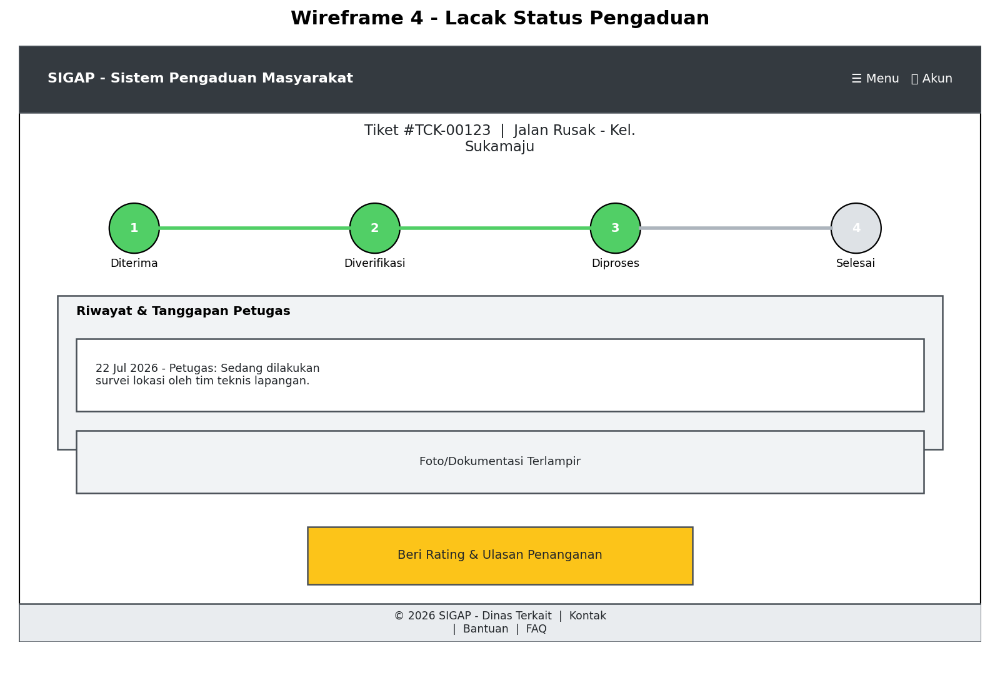 Wireframe 4 - Lacak Status Pengaduan
SIGAP - Sistem Pengaduan Masyarakat
☰ Menu Akun
Tiket #TCK-00123 | Jalan Rusak - Kel.
Sukamaju
1
2
3
4
Diterima
Diverifikasi
Diproses
Selesai
Riwayat & Tanggapan Petugas
22 Jul 2026 - Petugas: Sedang dilakukan
survei lokasi oleh tim teknis lapangan.
Foto/Dokumentasi Terlampir
Beri Rating & Ulasan Penanganan
© 2026 SIGAP - Dinas Terkait | Kontak
| Bantuan | FAQ